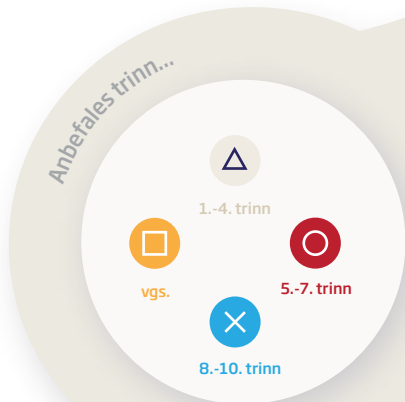 Anbefales trinn...
1.-4. trinn
vgs.
5.-7. trinn
8.-10. trinn